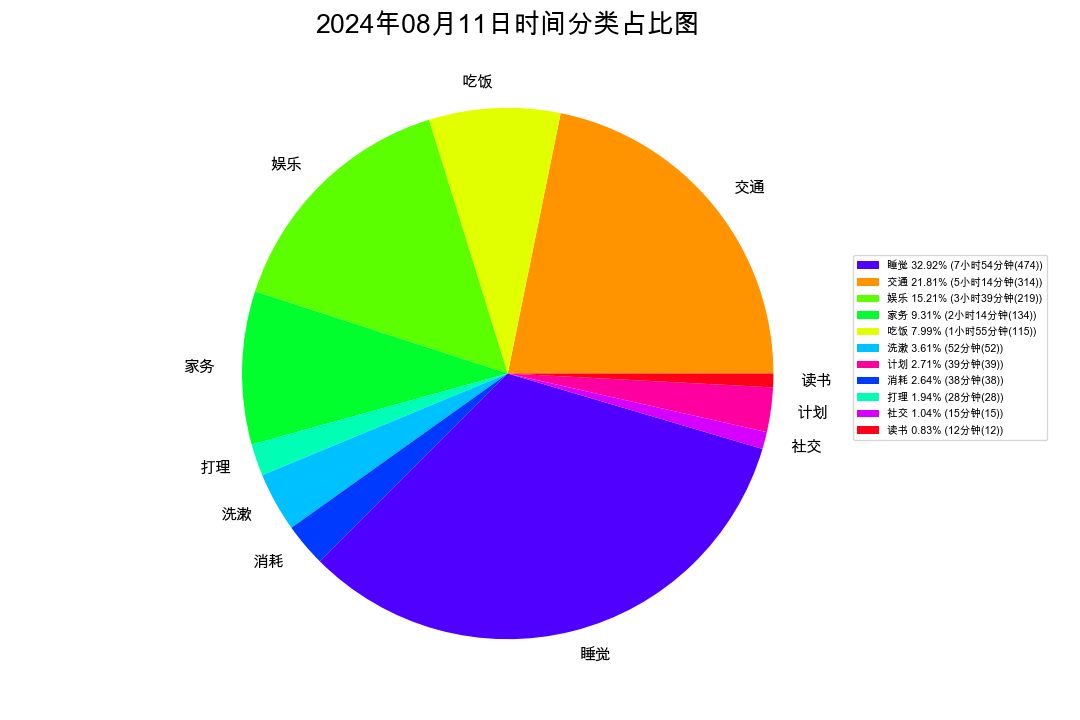 2024年08月11日时间分类占比图
吃饭
娱乐
交通
家务
读书
计划
社交
打理
洗漱
消耗
睡觉
睡觉 32.92% (7小时54分钟(474))
交通 21.81% (5小时14分钟(314))
娱乐 15.21% (3小时39分钟(219))
家务 9.31% (2小时14分钟(134))
吃饭 7.99% (1小时55分钟(115))
洗漱 3.61% (52分钟(52))
计划 2.71% (39分钟(39))
消耗 2.64% (38分钟(38))
打理 1.94% (28分钟(28))
社交 1.04% (15分钟(15))
读书 0.83% (12分钟(12))